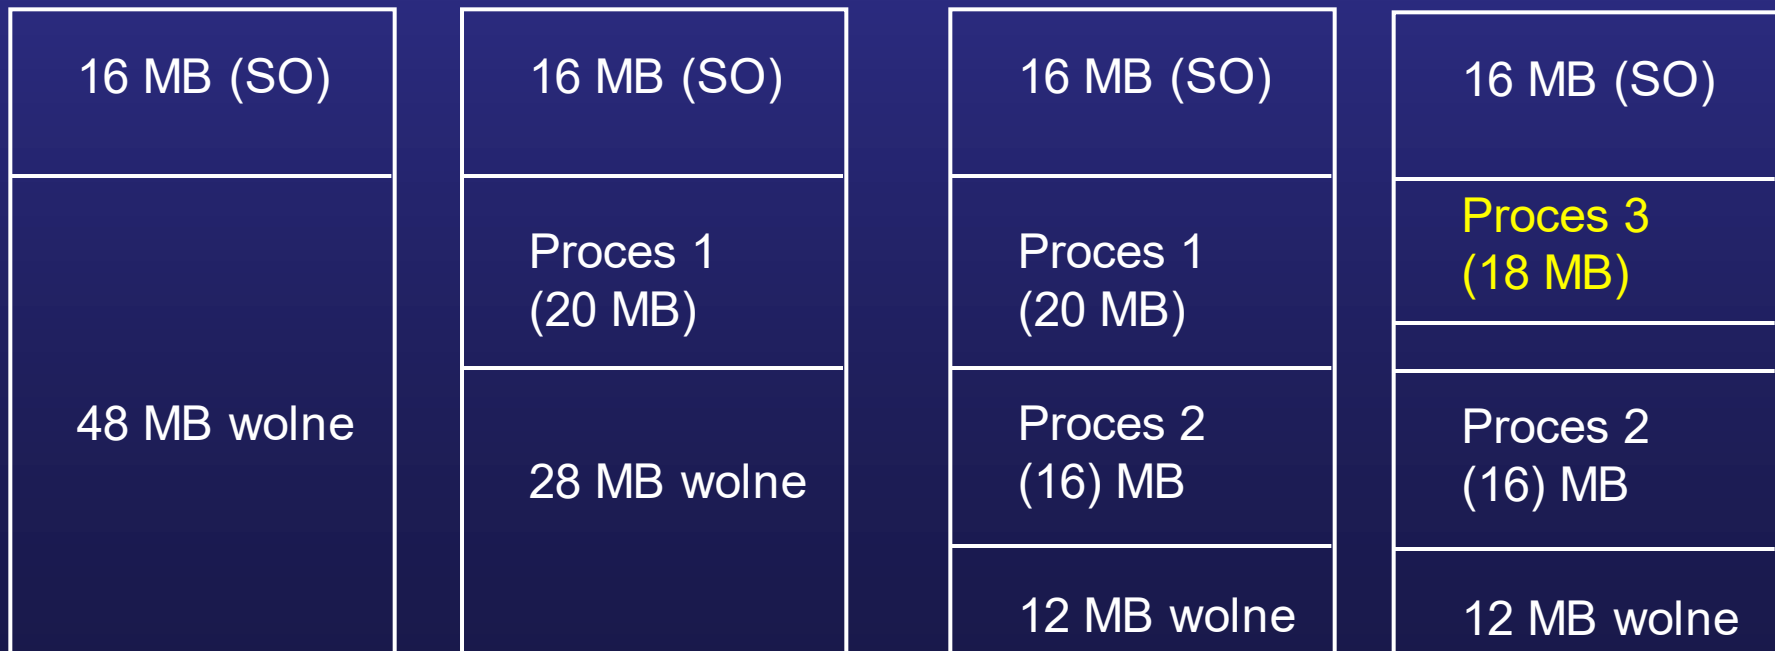 16 MB (SO)
48 MB wolne
16 MB (SO)
Proces 1
(20 MB)
28 MB wolne
16 MB (SO)
Proces 1
(20 MB)
Proces 2
(16) MB
12 MB wolne
16 MB (SO)
Proces 3
(18 MB)
Proces 2
(16) MB
12 MB wolne